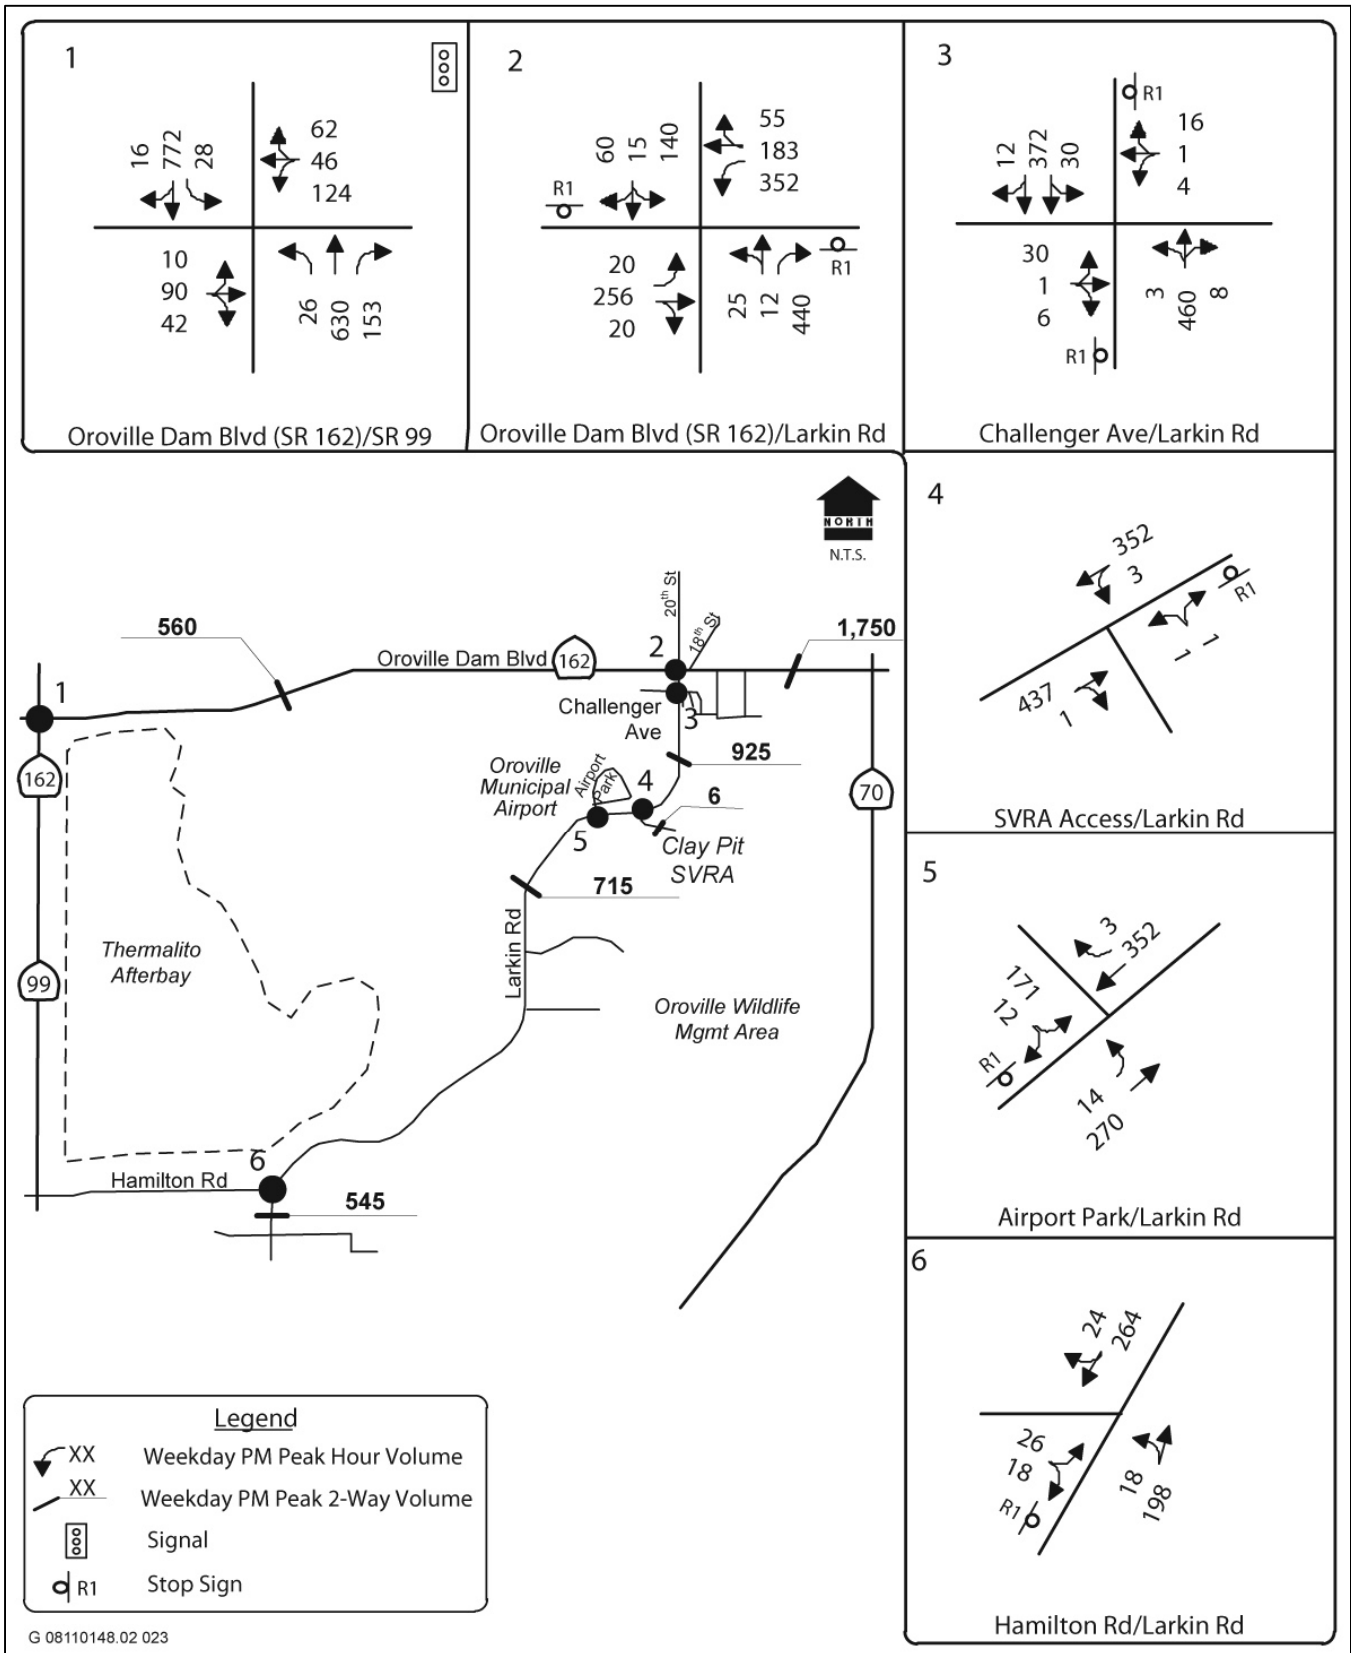 1
16
772
28
62
46
124
10
90
42
26
630
153
Oroville Dam Blvd (SR 162)/SR 99
2
R1
60
15
140
55
183
352
20
256
20
25
12
440
R1
Oroville Dam Blvd (SR 162)/Larkin Rd
3
R1
12
372
30
16
1
4
30
1
6
3
460
8
R1
Challenger Ave/Larkin Rd
4
352
3
R1
1
1
437
1
SVRA Access/Larkin Rd
5
3
352
171
12
R1
14
270
Airport Park/Larkin Rd
6
24
264
26
18
R1
18
198
Hamilton Rd/Larkin Rd
NORTH
N.T.S.
560
Oroville Dam Blvd
162
20th St
18th St
1,750
1
2
3
Challenger
Ave
925
162
Oroville
Municipal
Airport
Airport
Park
4
6
5
Clay Pit
SVRA
70
715
Larkin Rd
Thermalito
Afterbay
99
Oroville Wildlife
Mgmt Area
6
Hamilton Rd
545
Legend
XX Weekday PM Peak Hour Volume
XX Weekday PM Peak 2-Way Volume
Signal
R1 Stop Sign
G 08110148.02 023